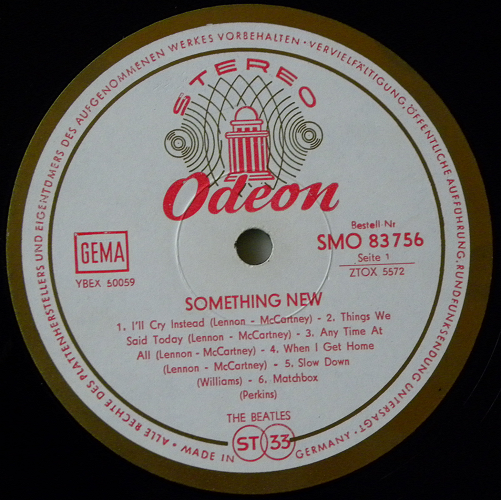 • ALLE RECHTE DES PLATTENHERSTELLERS UND EIGENTÜMERS DES AUFGENOMMENEN WERKES VORBEHALTEN • VERVIELFÄLTIGUNG, ÖFFENTLICHE AUFFÜHRUNG, RUNDFUNKSENDUNG UNTERSAGT •
STEREO
Odeon
Bestell-Nr
SMO 83756
Seite 1
ZTOX 5572
GEMA
YBEX 50059
SOMETHING NEW
1. I'll Cry Instead (Lennon - McCartney) - 2. Things We
Said Today (Lennon - McCartney) - 3. Any Time At
All (Lennon - McCartney) - 4. When I Get Home
(Lennon - McCartney) - 5. Slow Down
(Williams) - 6. Matchbox
(Perkins)
THE BEATLES
MADE IN GERMANY
ST 33